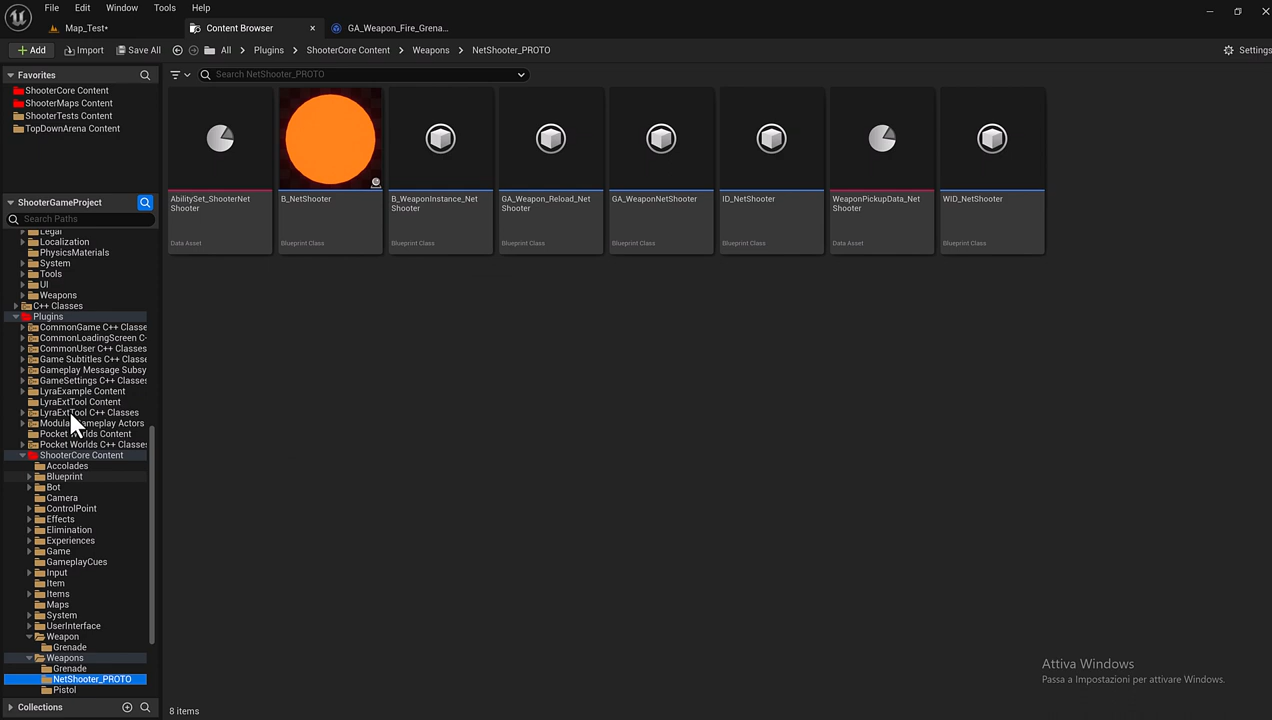 File Edit Window Tools Help
Map_Test* Content Browser GA_Weapon_Fire_Grena...
Add Import Save All All Plugins ShooterCore Content Weapons NetShooter_PROTO Settings
Favorites
ShooterCore Content
ShooterMaps Content
ShooterTests Content
TopDownArena Content
ShooterGameProject
Search Paths
Legal
Localization
PhysicsMaterials
System
Tools
UI
Weapons
C++ Classes
Plugins
CommonGame C++ Classe
CommonLoadingScreen C-
CommonUser C++ Classes
Game Subtitles C++ Classe
Gameplay Message Subsy
GameSettings C++ Classes
LyraExample Content
LyraExtTool Content
LyraExtTool C++ Classes
Gameplay Actors
Pocket Worlds Content
Pocket Worlds C++ Classes
ShooterCore Content
Accolades
Blueprint
Bot
Camera
ControlPoint
Effects
Elimination
Experiences
Game
GameplayCues
Input
Item
Items
Maps
System
UserInterface
Weapon
Grenade
Weapons
Grenade
NetShooter_PROTO
Pistol
Collections
Search NetShooter_PROTO
AbilitySet_ShooterNet
Shooter
Data Asset
B_NetShooter
Blueprint Class
B_WeaponInstance_Net
Shooter
Blueprint Class
GA_Weapon_Reload_Net
Shooter
Blueprint Class
GA_WeaponNetShooter
Blueprint Class
ID_NetShooter
Blueprint Class
WeaponPickupData_Net
Shooter
Data Asset
WID_NetShooter
Blueprint Class
Attiva Windows
Passa a Impostazioni per attivare Windows.
8 items